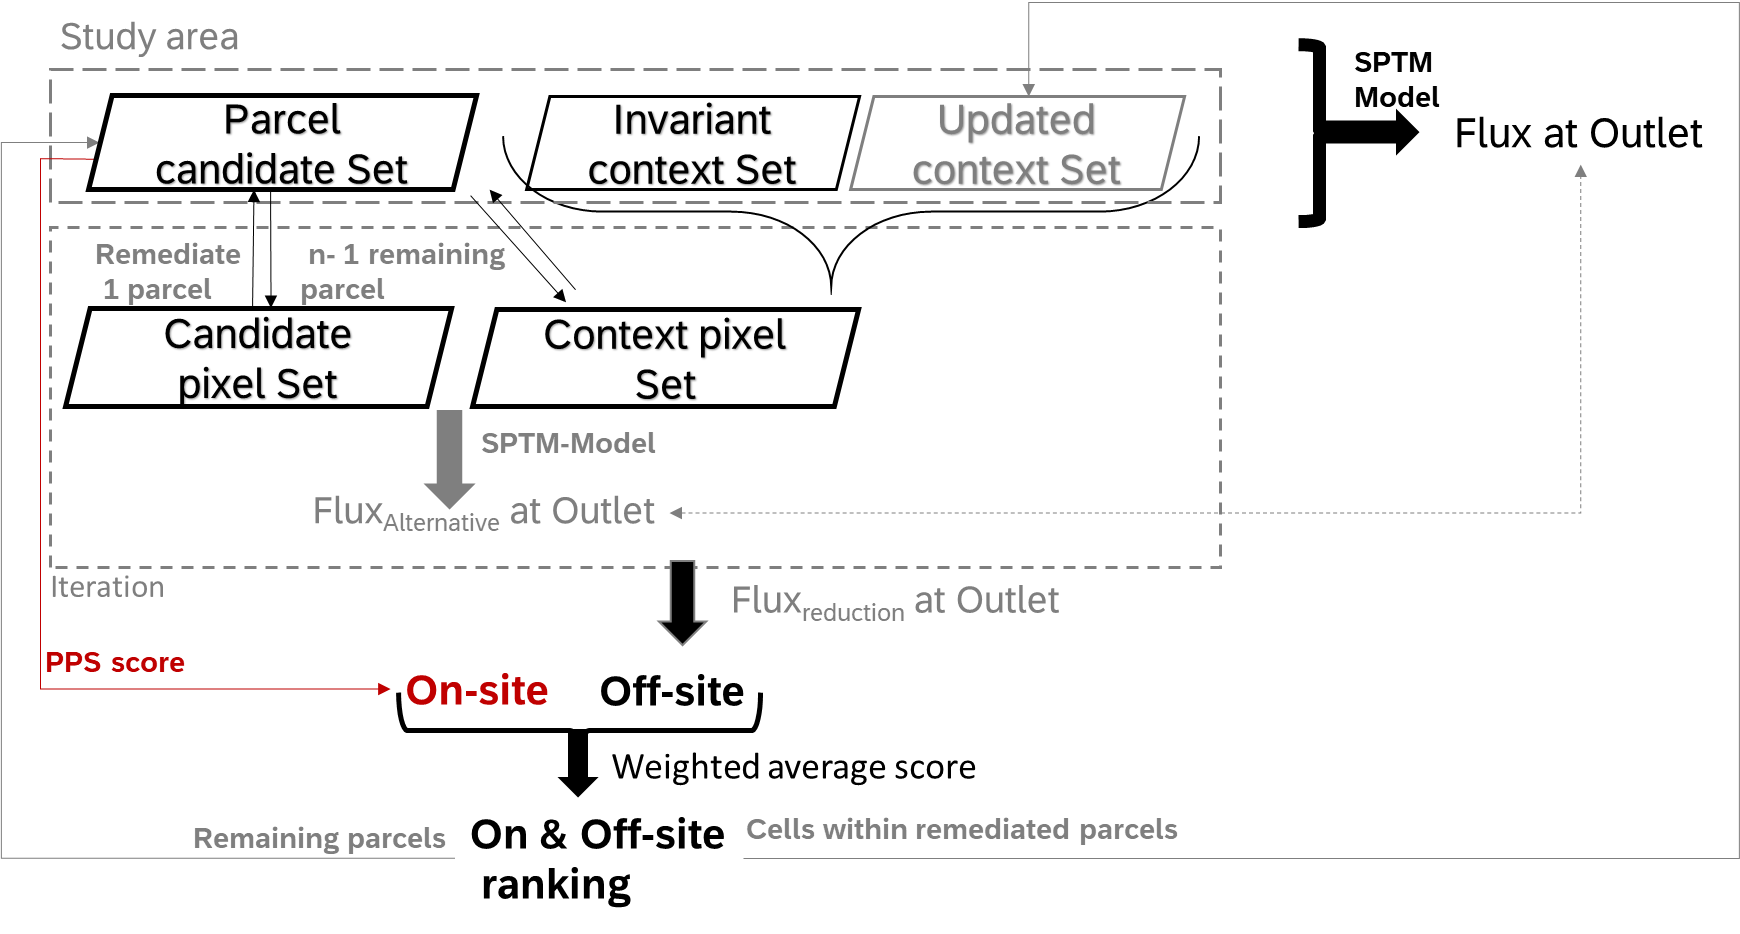 Study area
Parcel
candidate Set
Invariant
context Set
Updated
context Set
SPTM
Model
Flux at Outlet
Remediate
1 parcel
n- 1 remaining
parcel
Candidate
pixel Set
Context pixel
Set
SPTM-Model
FluxAlternative at Outlet
Iteration
Fluxreduction at Outlet
PPS score
On-site
Off-site
Weighted average score
Remaining parcels
On & Off-site
ranking
Cells within remediated parcels